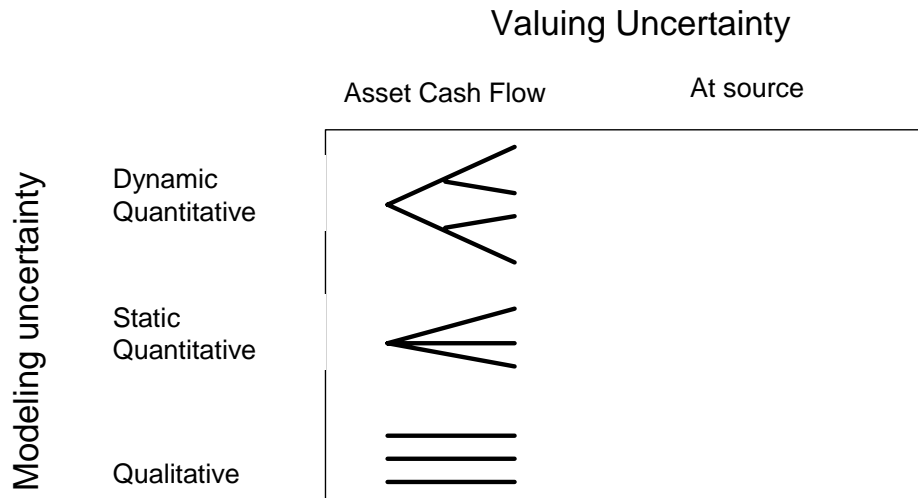 Valuing Uncertainty
Asset Cash Flow
At source
Modeling uncertainty
Dynamic
Quantitative
Static
Quantitative
Qualitative